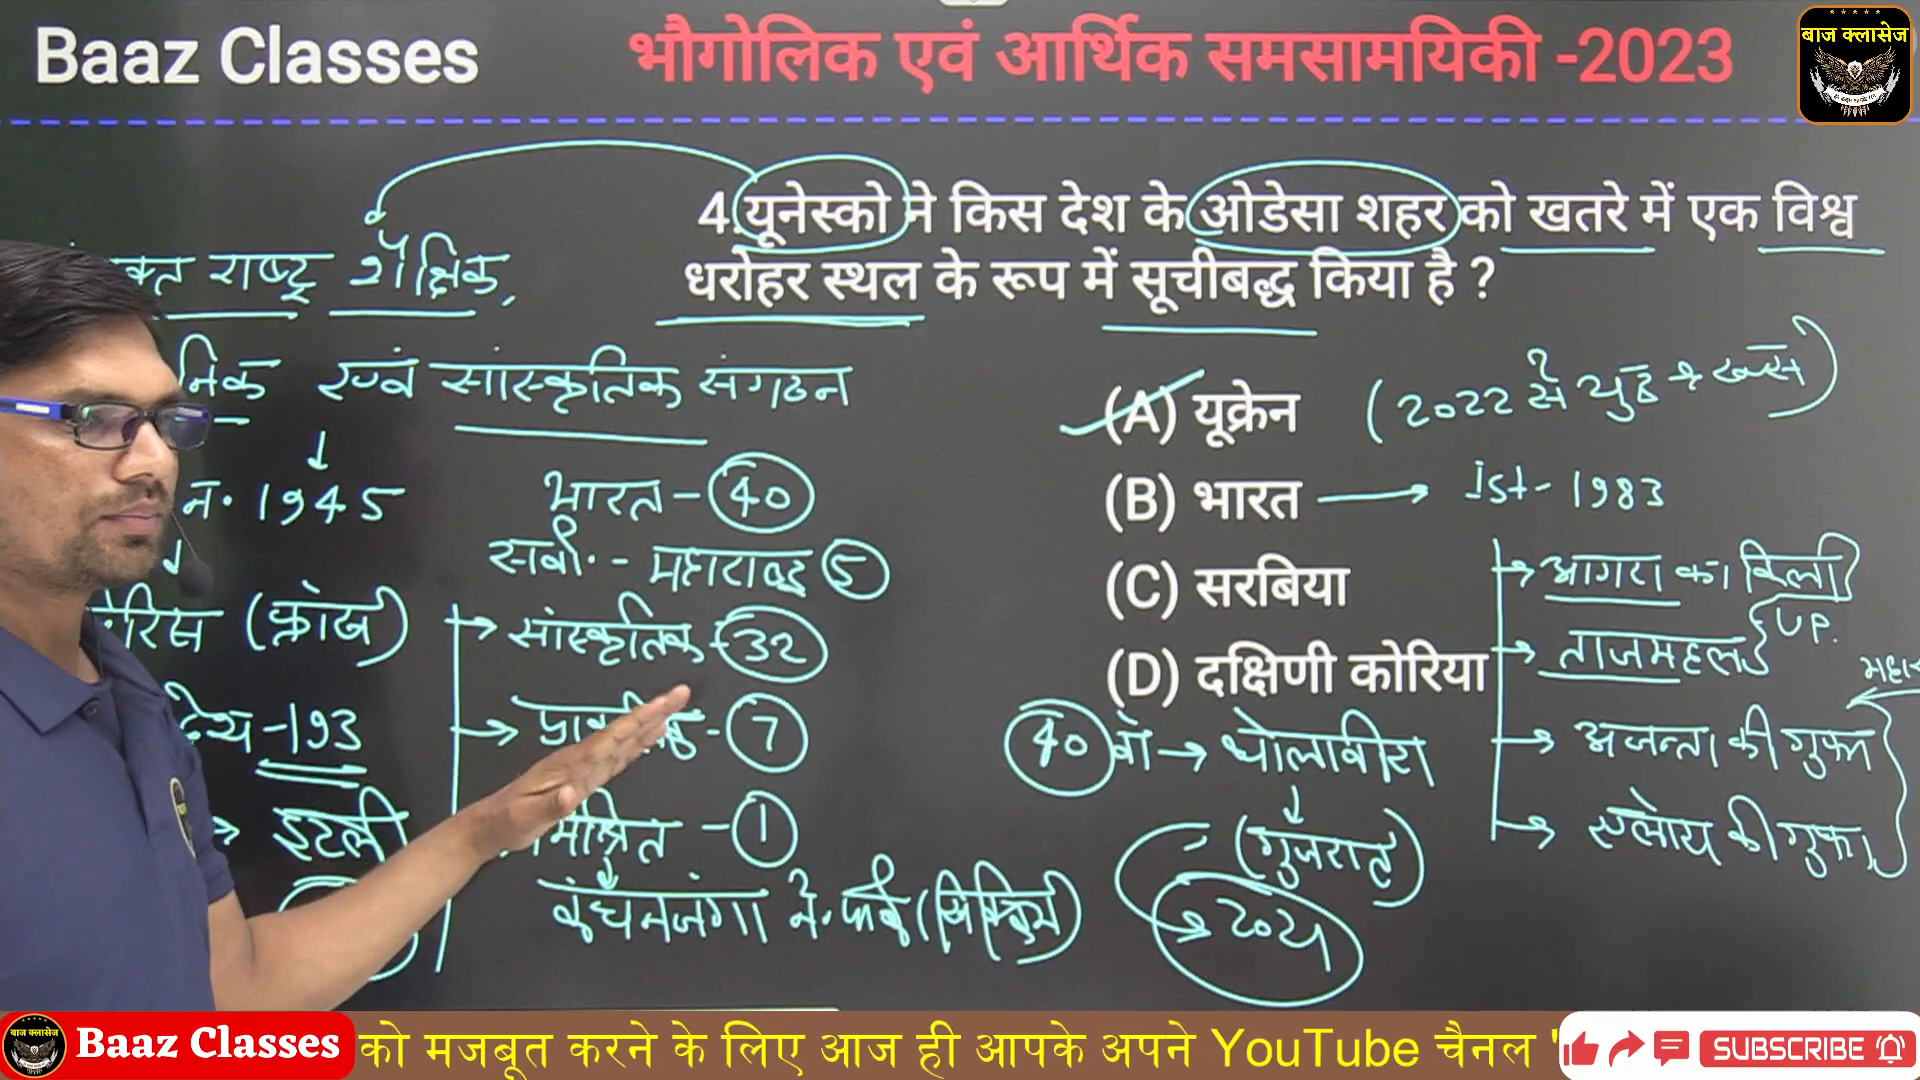 Baaz Classes
भौगोलिक एवं आर्थिक समसामयिकी -2023
बाज क्लासेज
4. यूनेस्को ने किस देश के ओडेसा शहर को खतरे में एक विश्व
धरोहर स्थल के रूप में सूचीबद्ध किया है ?
(A) यूक्रेन
(2022 से युद्ध
(B) भारत
Ist - 1983
(C) सरबिया
(D) दक्षिणी कोरिया
क्त राष्ट्र शैक्षिक,
निक एवं सांस्कृतिक संगठन
न. 1945
(फ्रांस)
193
इटली
भारत - 40
सर्वा. - महाराष्ट्र 5
सांस्कृतिक - 32
7
मिश्रित - 1
कंचनजंगा ने. पार्क (सिक्किम)
40 वां → धोलावीरा
(गुजरात)
2021
आगरा का किला
ताजमहल
UP.
अजन्ता की गुफा
एलोरा की गुफा
बाज क्लासेज
Baaz Classes
को मजबूत करने के लिए आज ही आपके अपने YouTube चैनल "
SUBSCRIBE